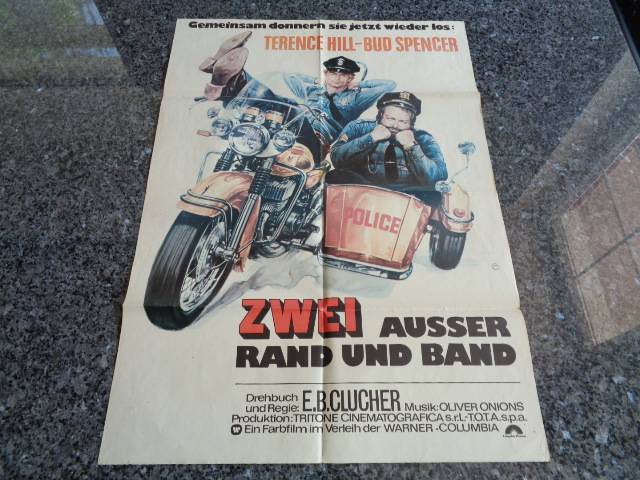 Gemeinsam donnern sie jetzt wieder los:
TERENCE HILL-BUD SPENCER
POLICE
ZWEI AUSSER
RAND UND BAND
Drehbuch
und Regie: E.B.CLUCHER Musik: OLIVER ONIONS
Produktion: TRITONE CINEMATOGRAFICA s.r.l.-T.O.T.A. s.p.a.
Ein Farbfilm im Verleih der WARNER-COLUMBIA